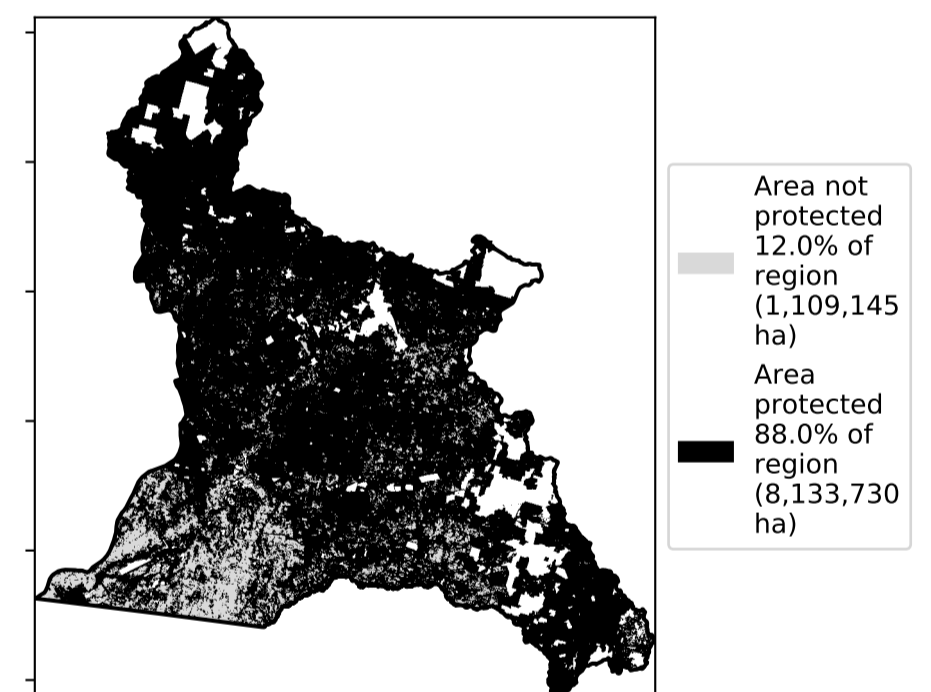 Area not
protected
12.0% of
region
(1,109,145
ha)
Area
protected
88.0% of
region
(8,133,730
ha)